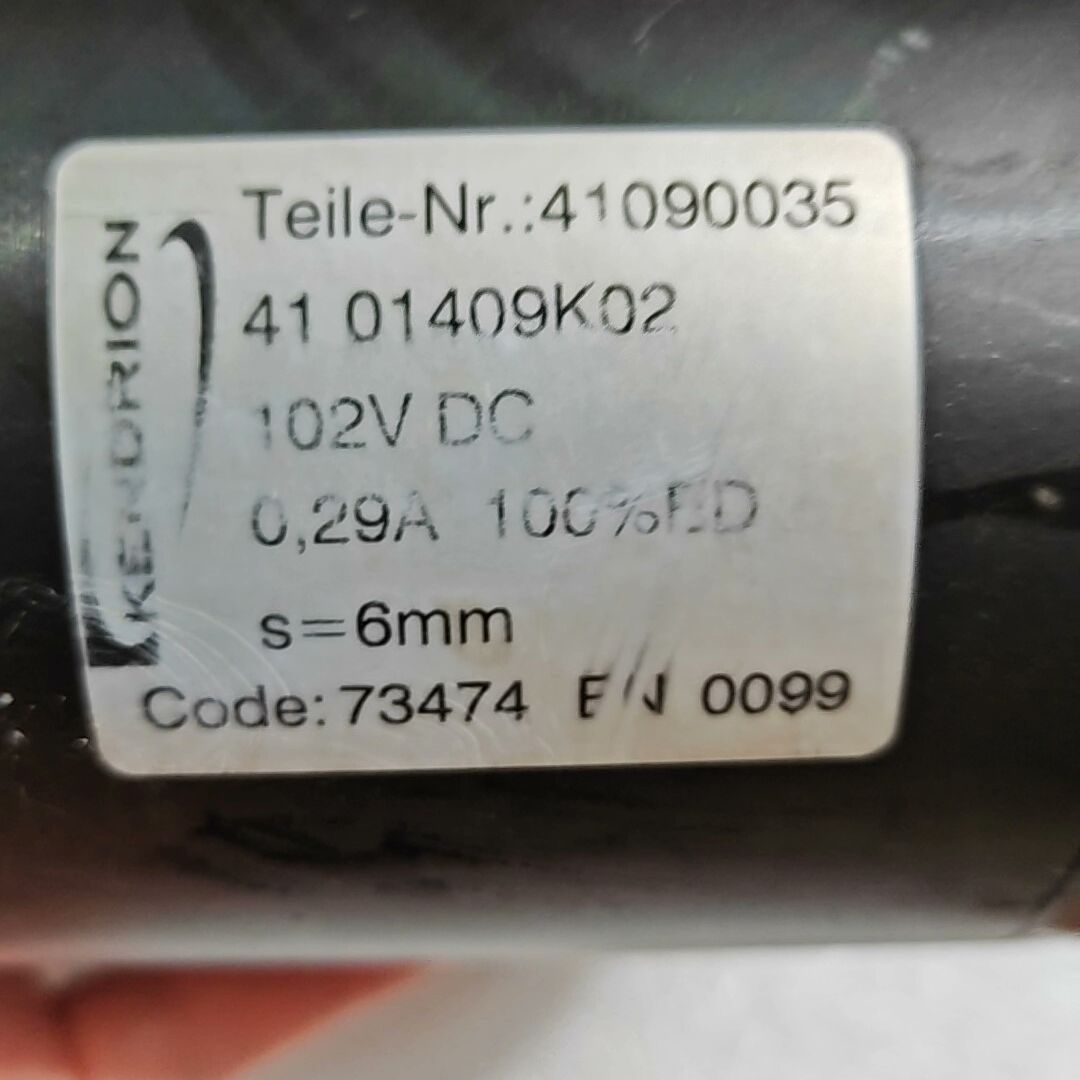 KENDRION
Teile-Nr.:41090035
41 01409K02
102V DC
0,29A 100%ED
s=6mm
Code: 73474 0099